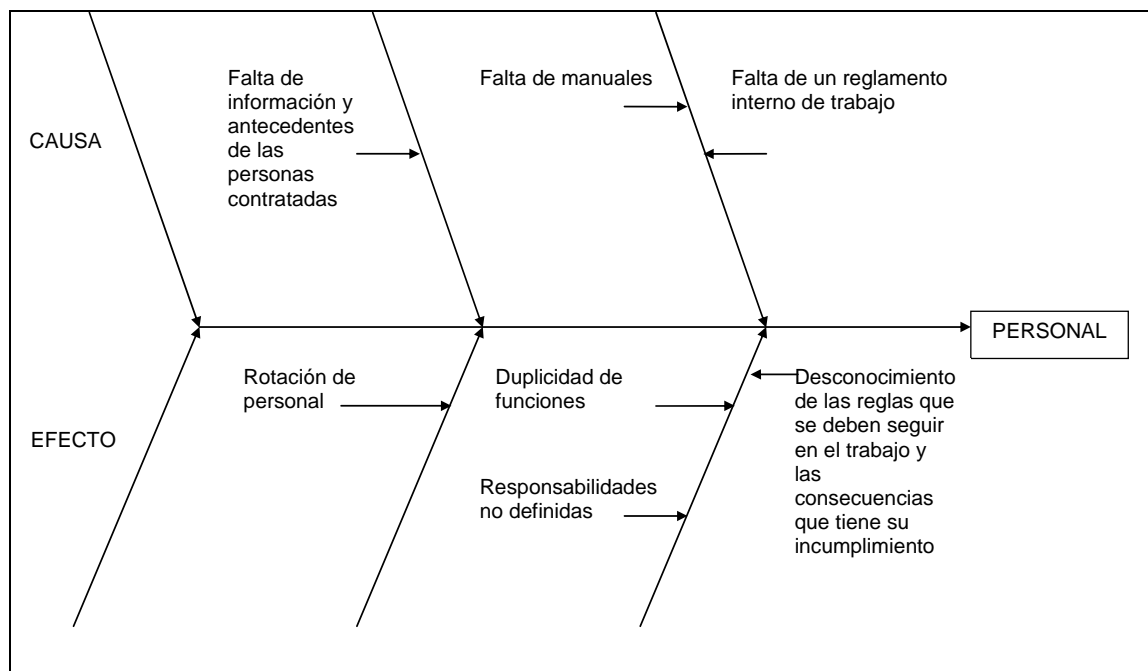 Falta de
información y
antecedentes
de las
personas
contratadas
Falta de manuales
Falta de un reglamento
interno de trabajo
CAUSA
PERSONAL
Rotación de
personal
Duplicidad de
funciones
Desconocimiento
de las reglas que
se deben seguir
en el trabajo y
las
consecuencias
que tiene su
incumplimiento
EFECTO
Responsabilidades
no definidas